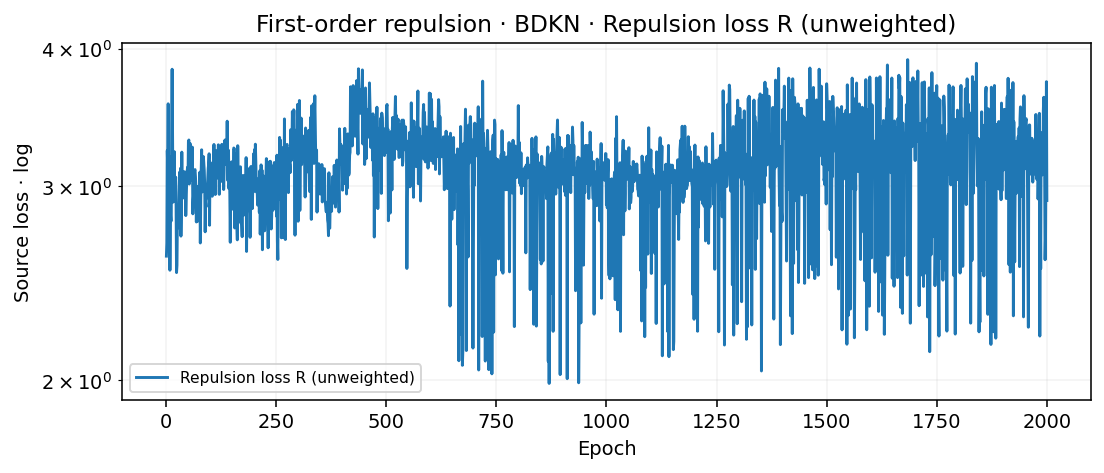 First-order repulsion · BDKN · Repulsion loss R (unweighted)
4 × 10⁰
3 × 10⁰
2 × 10⁰
Source loss · log
Repulsion loss R (unweighted)
0 250 500 750 1000 1250 1500 1750 2000
Epoch